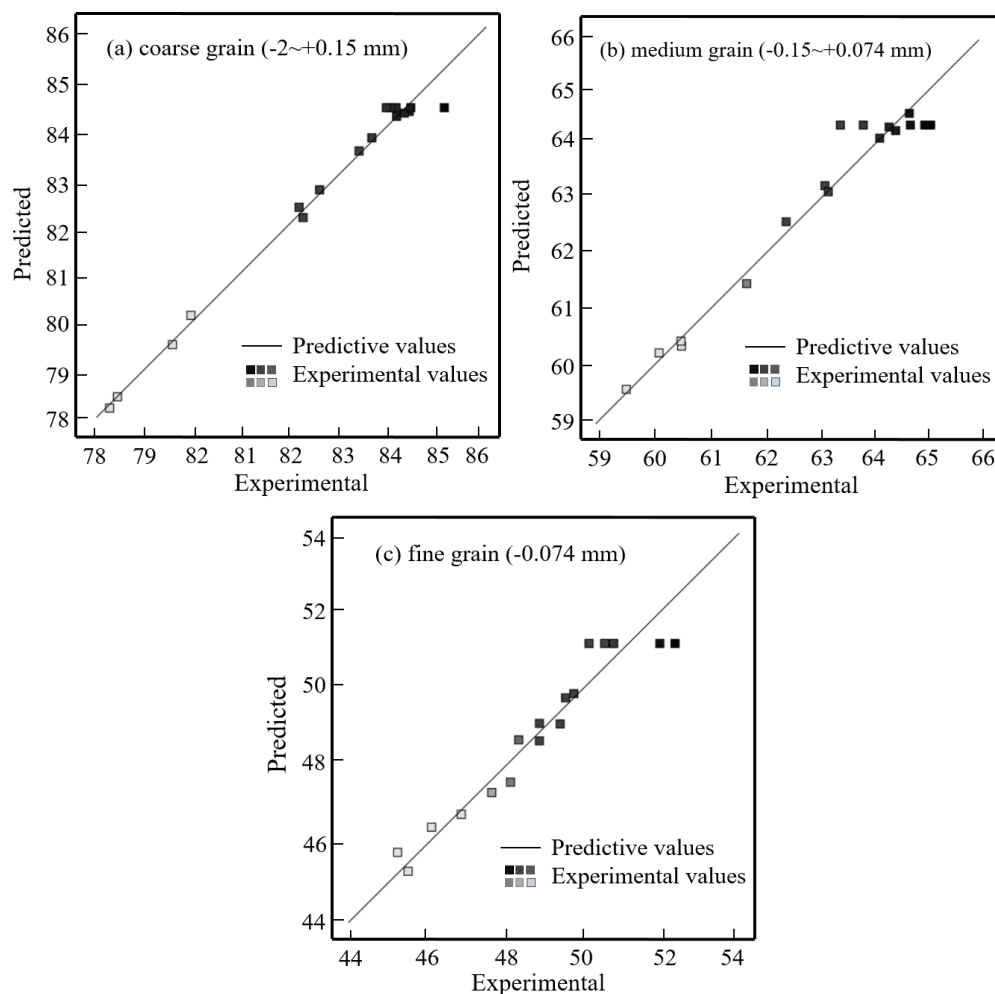 (a) coarse grain (-2~+0.15 mm)
86
85
84
83
82
81
80
79
78
Predicted
Predictive values
Experimental values
78 79 82 81 82 83 84 85 86
Experimental
(b) medium grain (-0.15~+0.074 mm)
66
65
64
63
62
61
60
59
Predicted
Predictive values
Experimental values
59 60 61 62 63 64 65 66
Experimental
(c) fine grain (-0.074 mm)
54
52
50
48
46
44
Predicted
Predictive values
Experimental values
44 46 48 50 52 54
Experimental